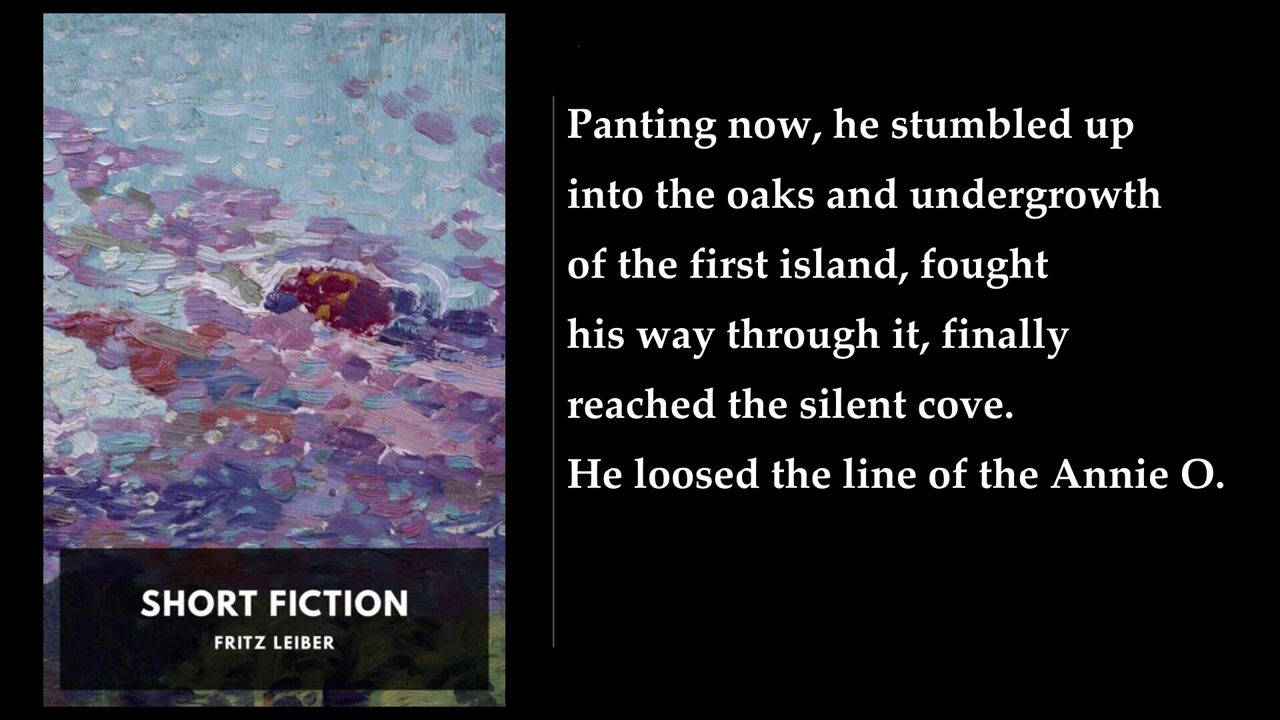 SHORT FICTION
FRITZ LEIBER
Panting now, he stumbled up
into the oaks and undergrowth
of the first island, fought
his way through it, finally
reached the silent cove.
He loosed the line of the Annie O.